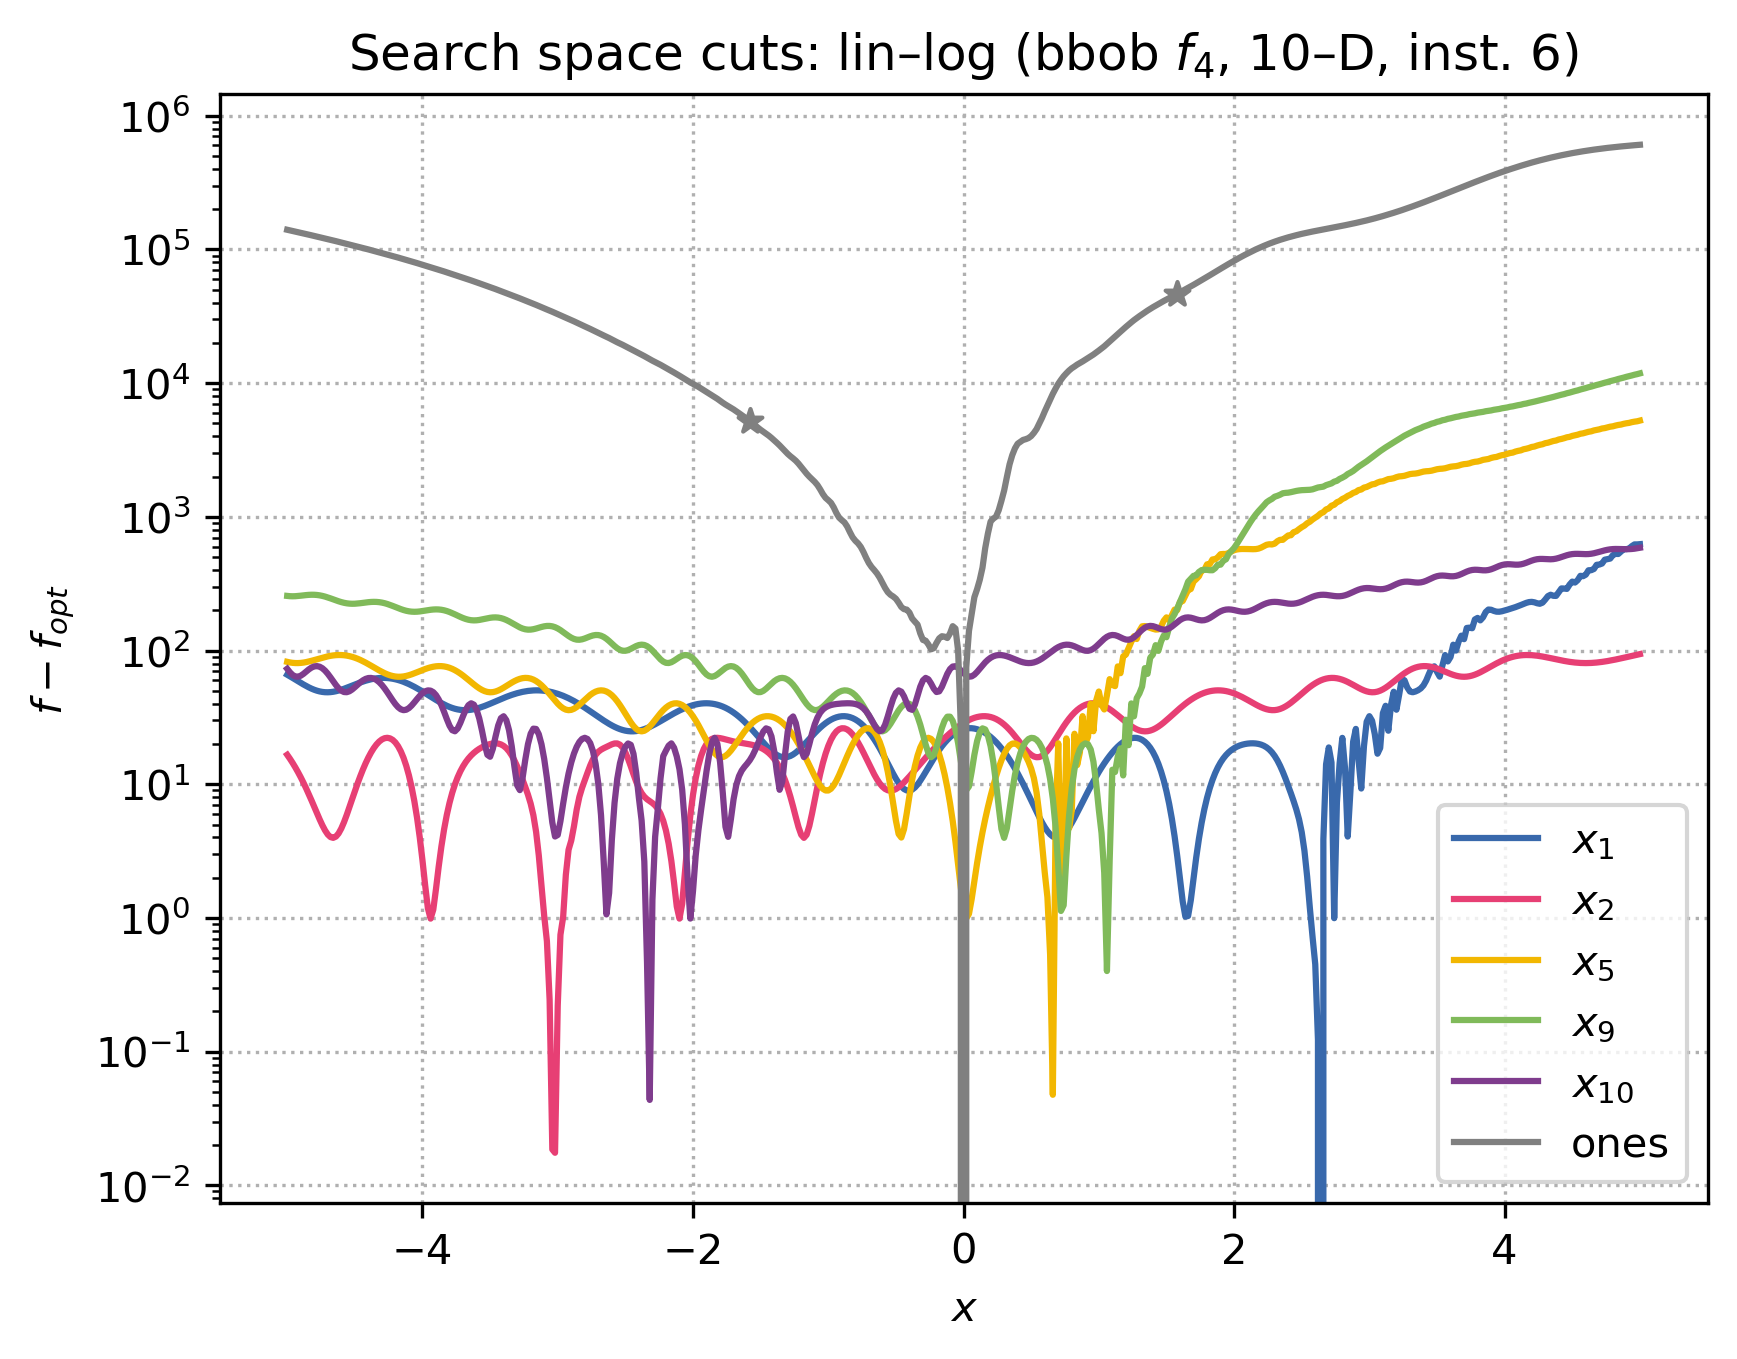 Search space cuts: lin–log (bbob f₄, 10–D, inst. 6)
f − f_opt
10⁶
10⁵
10⁴
10³
10²
10¹
10⁰
10⁻¹
10⁻²
−4 −2 0 2 4
x
x₁
x₂
x₅
x₉
x₁₀
ones